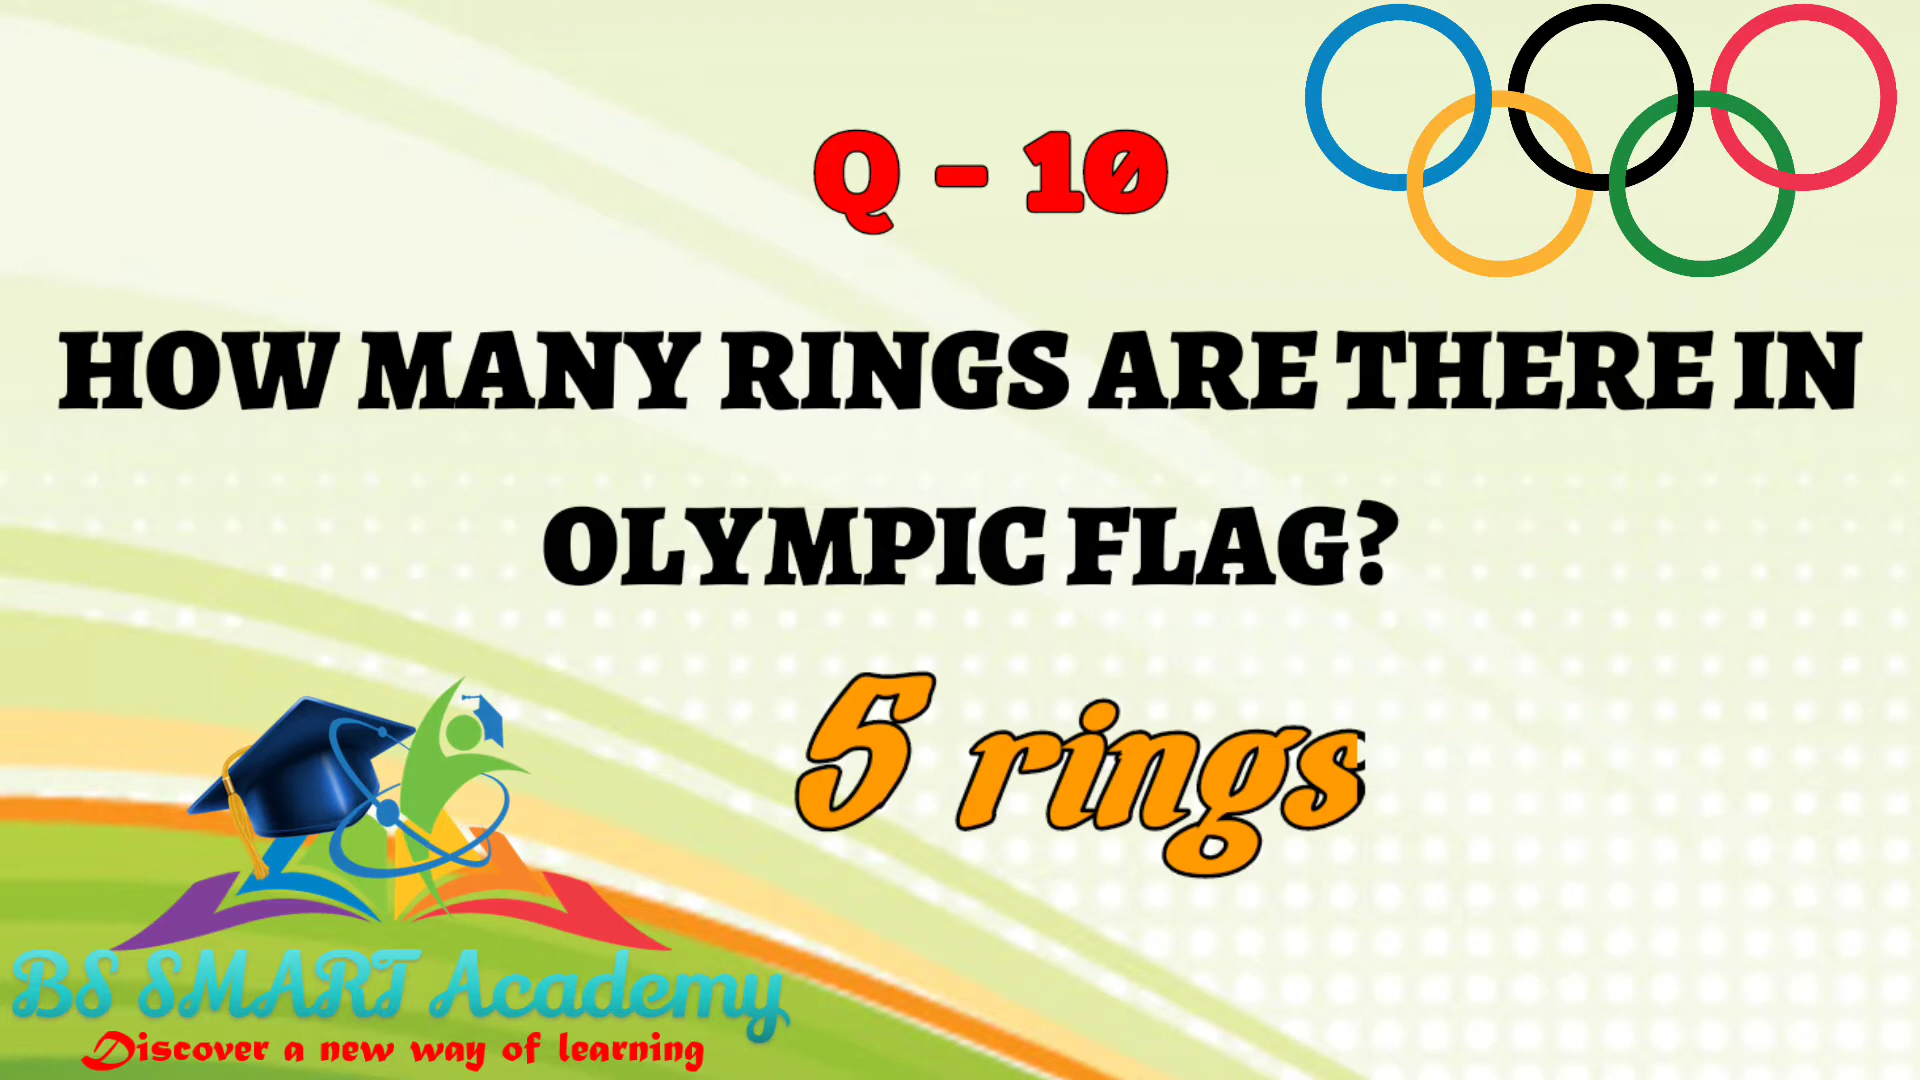 Q - 10
HOW MANY RINGS ARE THERE IN
OLYMPIC FLAG?
5 rings
BS SMART Academy
Discover a new way of learning